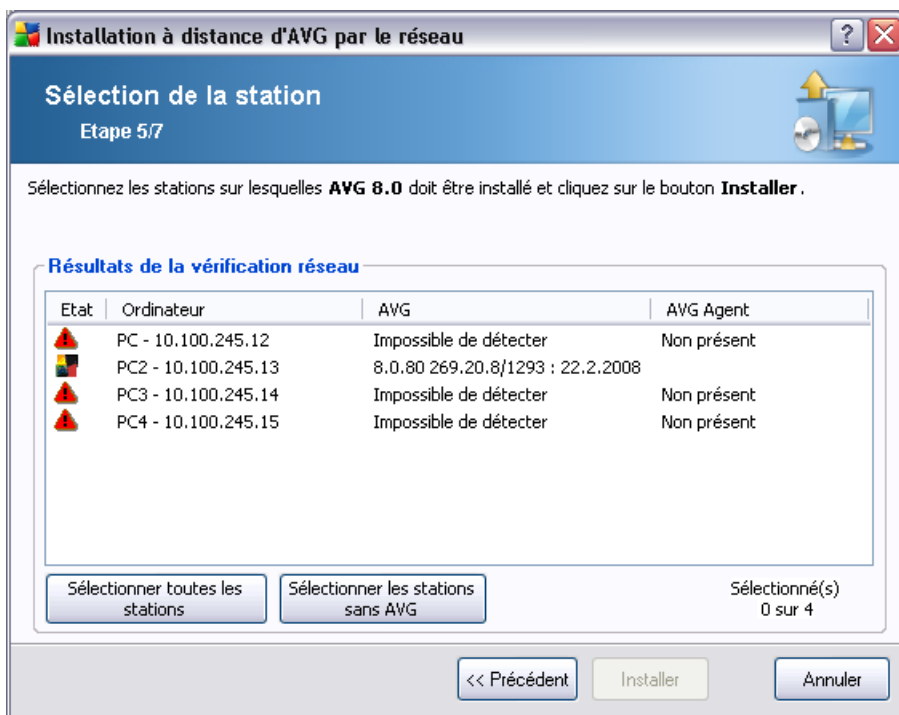 Installation à distance d'AVG par le réseau
Sélection de la station
Etape 5/7
Sélectionnez les stations sur lesquelles AVG 8.0 doit être installé et cliquez sur le bouton Installer.
Résultats de la vérification réseau
Etat Ordinateur AVG AVG Agent
PC - 10.100.245.12 Impossible de détecter Non présent
PC2 - 10.100.245.13 8.0.80 269.20.8/1293 : 22.2.2008
PC3 - 10.100.245.14 Impossible de détecter Non présent
PC4 - 10.100.245.15 Impossible de détecter Non présent
Sélectionner toutes les
stations
Sélectionner les stations
sans AVG
Sélectionné(s)
0 sur 4
<< Précédent
Installer
Annuler